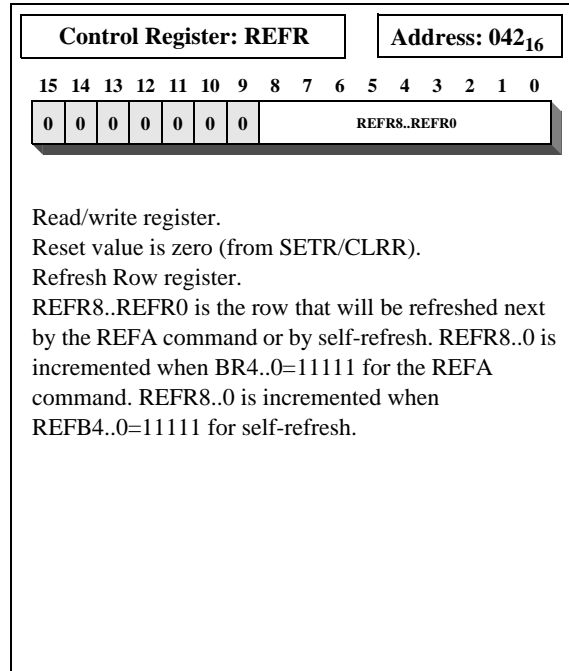 Control Register: REFR
Address: 042₁₆
15 14 13 12 11 10 9 8 7 6 5 4 3 2 1 0
0 0 0 0 0 0 0 REFR8..REFR0
Read/write register.
Reset value is zero (from SETR/CLRR).
Refresh Row register.
REFR8..REFR0 is the row that will be refreshed next
by the REFA command or by self-refresh. REFR8..0 is
incremented when BR4..0=11111 for the REFA
command. REFR8..0 is incremented when
REFB4..0=11111 for self-refresh.